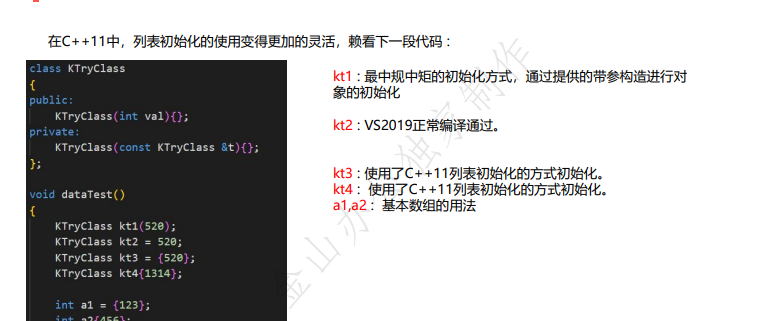 在C++11中，列表初始化的使用变得更加的灵活，赖看下一段代码：
class KTryClass
{
public:
KTryClass(int val){};
private:
KTryClass(const KTryClass &t){};
};
void dataTest()
{
KTryClass kt1(520);
KTryClass kt2 = 520;
KTryClass kt3 = {520};
KTryClass kt4{1314};
int a1 = {123};
int a2{456};
kt1：最中规中矩的初始化方式，通过提供的带参构造进行对
象的初始化
kt2：VS2019正常编译通过。
kt3：使用了C++11列表初始化的方式初始化。
kt4：使用了C++11列表初始化的方式初始化。
a1,a2：基本数组的用法
金山办
独家制作